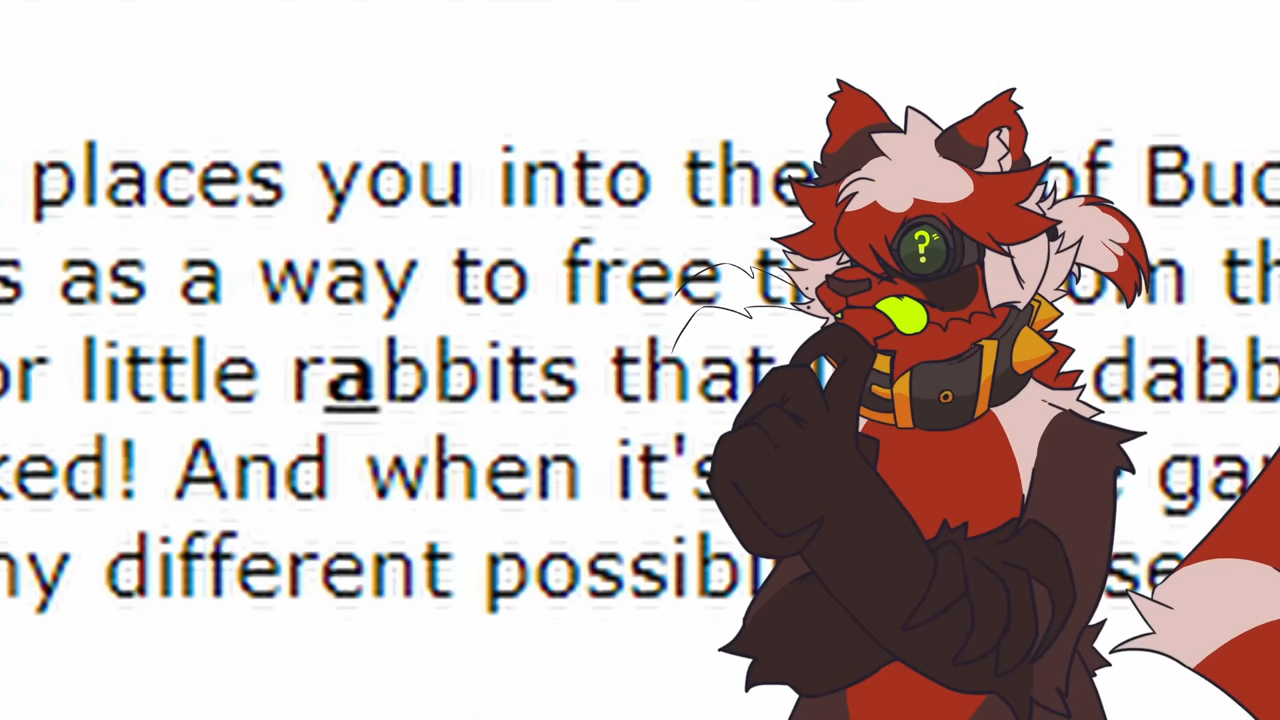 places you into the of Buc
s as a way to free om th
or little rabbits that dabb
ked! And when it's ga
ny different possibl se
?